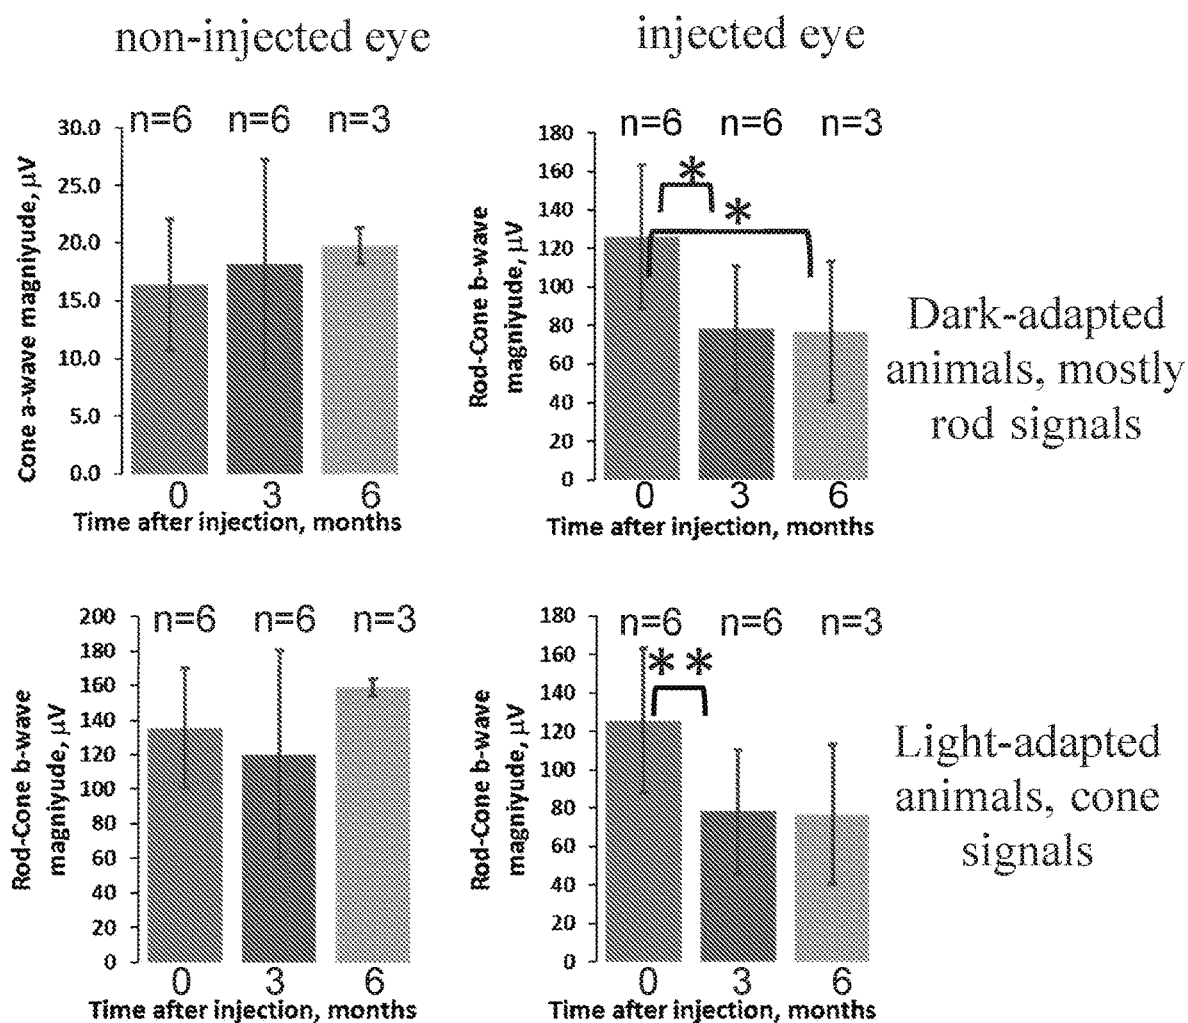 non-injected eye
injected eye
n=6 n=6 n=3
30.0
25.0
20.0
15.0
10.0
5.0
0.0
Cone a-wave magniyude, µV
0 3 6
Time after injection, months
n=6 n=6 n=3
180
160
140
120
100
80
60
40
20
0
Rod-Cone b-wave
magniyude, µV
* 
*
0 3 6
Time after injection, months
Dark-adapted
animals, mostly
rod signals
n=6 n=6 n=3
200
180
160
140
120
100
80
60
40
20
0
Rod-Cone b-wave
magniyude, µV
0 3 6
Time after injection, months
n=6 n=6 n=3
180
160
140
120
100
80
60
40
20
0
Rod-Cone b-wave
magniyude, µV
* *
0 3 6
Time after injection, months
Light-adapted
animals, cone
signals